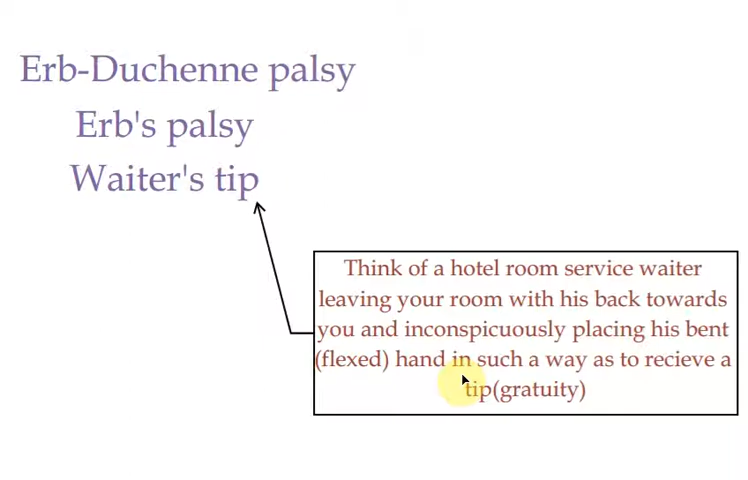 Erb-Duchenne palsy
Erb's palsy
Waiter's tip
Think of a hotel room service waiter
leaving your room with his back towards
you and inconspicuously placing his bent
(flexed) hand in such a way as to recieve a
tip(gratuity)